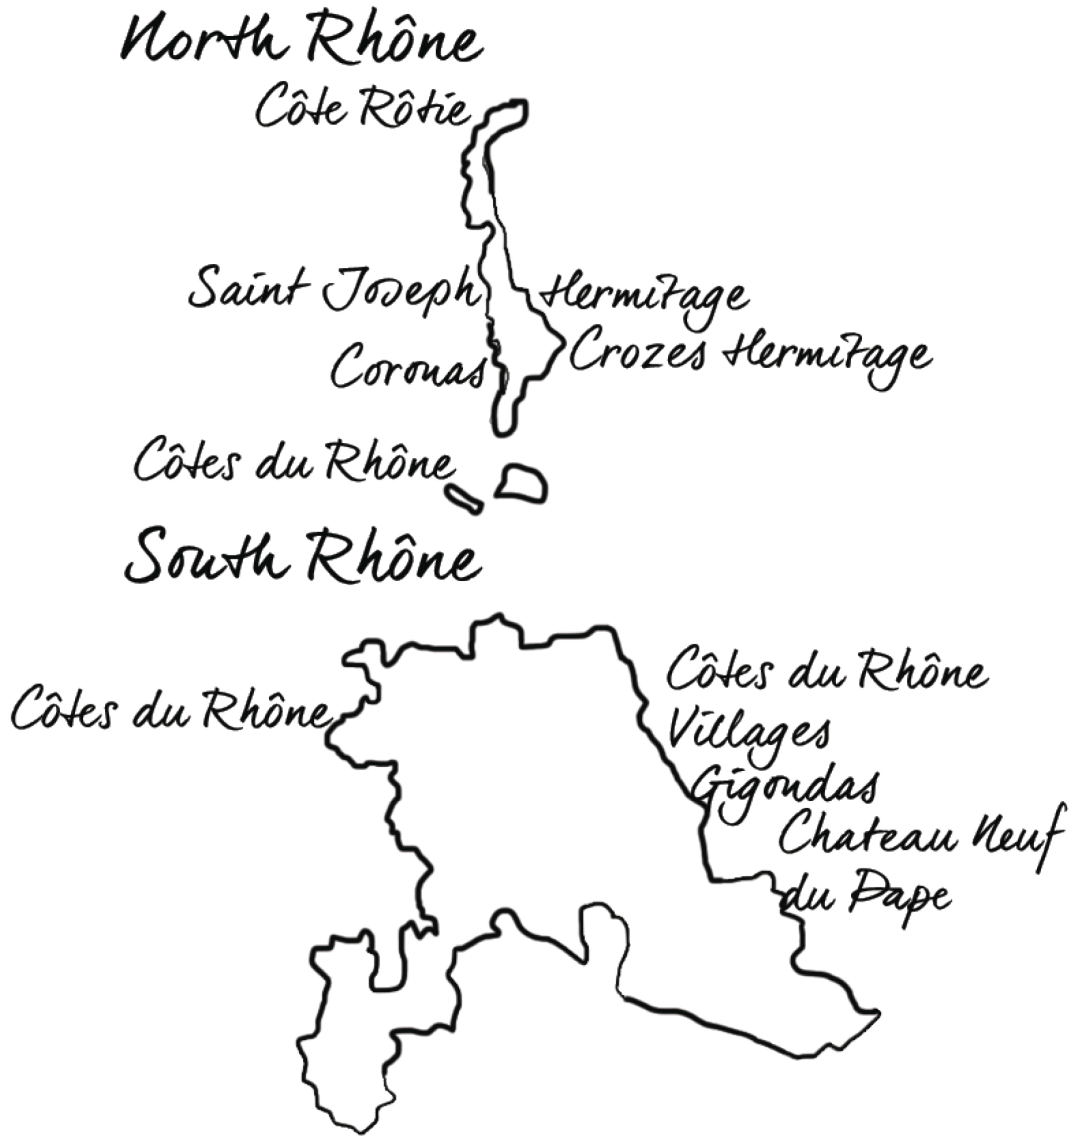 North Rhône
Côte Rôtie
Saint Joseph
Hermitage
Crozes Hermitage
Coronas
Côtes du Rhône
South Rhône
Côtes du Rhône
Côtes du Rhône
Villages
Gigondas
Chateau Neuf
du Pape